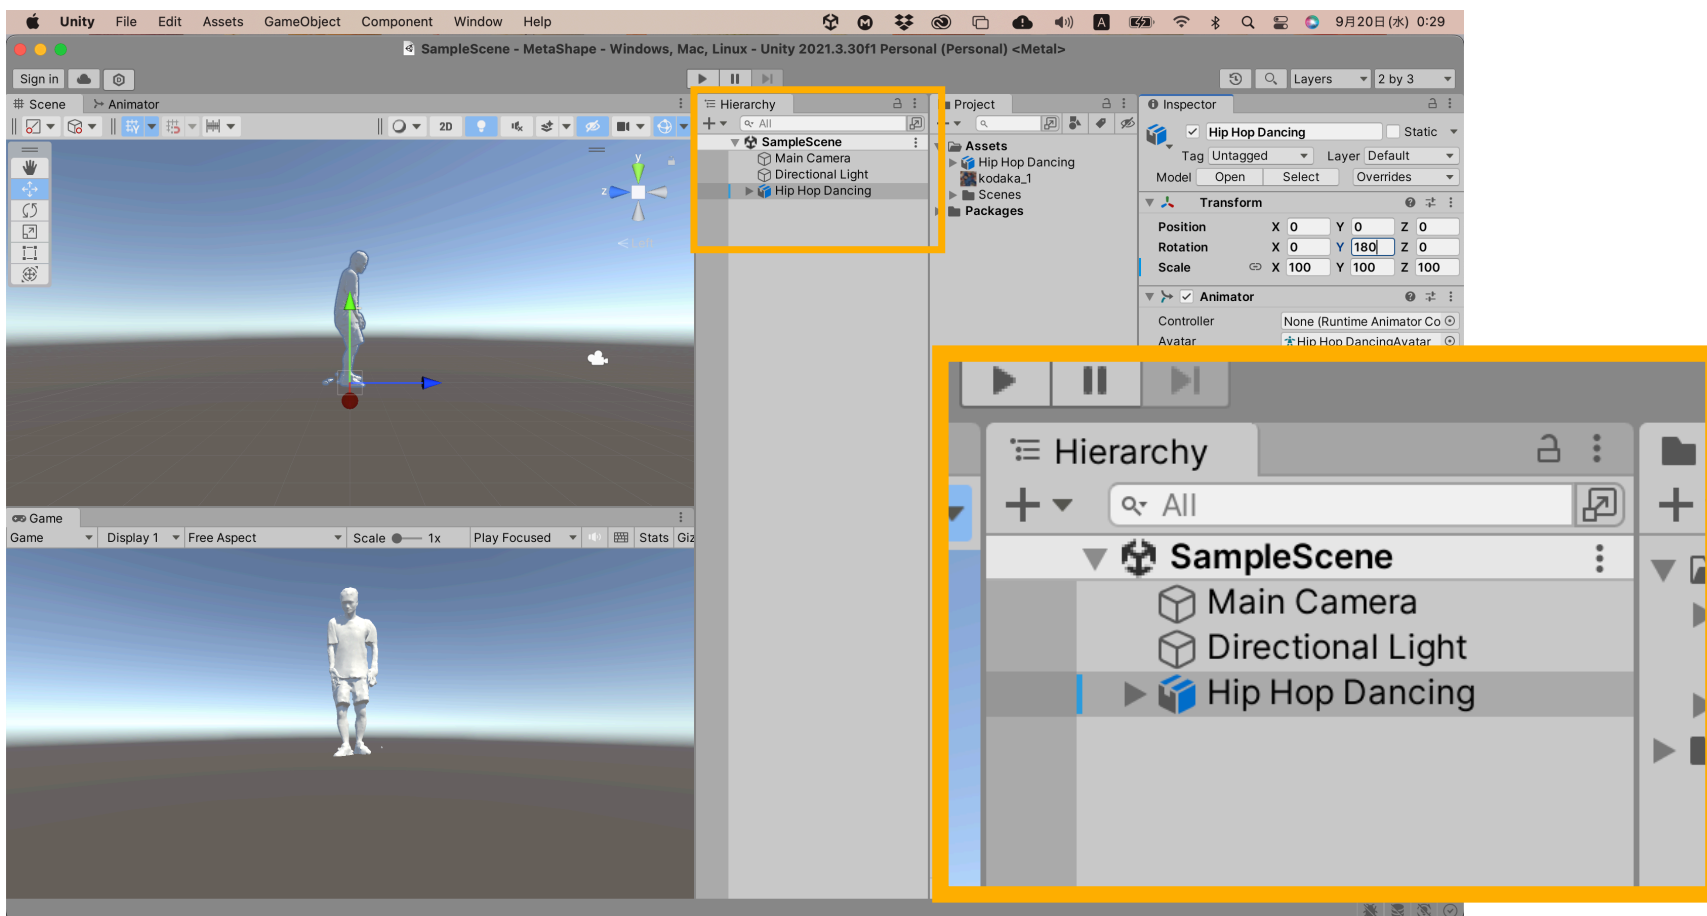 Unity File Edit Assets GameObject Component Window Help 9月20日(水) 0:29
SampleScene - MetaShape - Windows, Mac, Linux - Unity 2021.3.30f1 Personal (Personal) <Metal>
Sign in Layers 2 by 3
Scene Animator
2D
y
z
Left
Hierarchy
All
SampleScene
Main Camera
Directional Light
Hip Hop Dancing
Project
Assets
Hip Hop Dancing
kodaka_1
Scenes
Packages
Inspector
Hip Hop Dancing Static
Tag Untagged Layer Default
Model Open Select Overrides
Transform
Position X 0 Y 0 Z 0
Rotation X 0 Y 180 Z 0
Scale X 100 Y 100 Z 100
Animator
Controller None (Runtime Animator Co
Avatar Hip Hop DancingAvatar
Game
Game Display 1 Free Aspect Scale 1x Play Focused Stats Giz
Hierarchy
All
SampleScene
Main Camera
Directional Light
Hip Hop Dancing